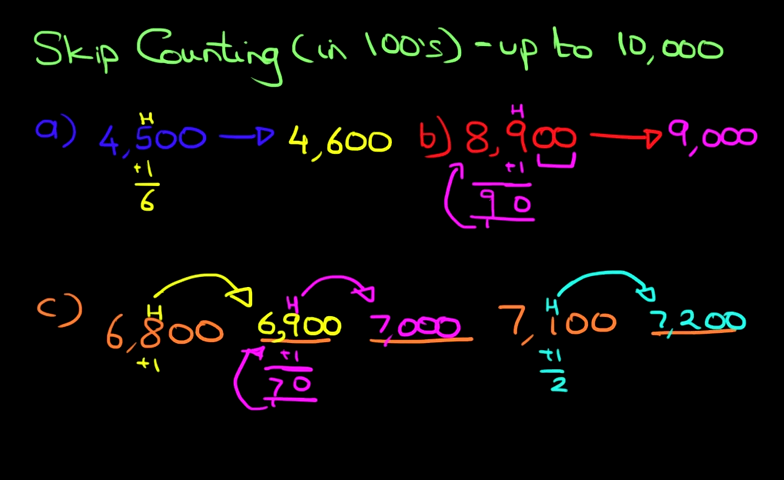 Skip Counting (in 100's) - up to 10,000
H H
a) 4,500 → 4,600 b) 8,900 → 9,000
+1 +1
6 90
H H H
c) 6,800 6,900 7,000 7,100 7,200
+1 +1 +1
70 2